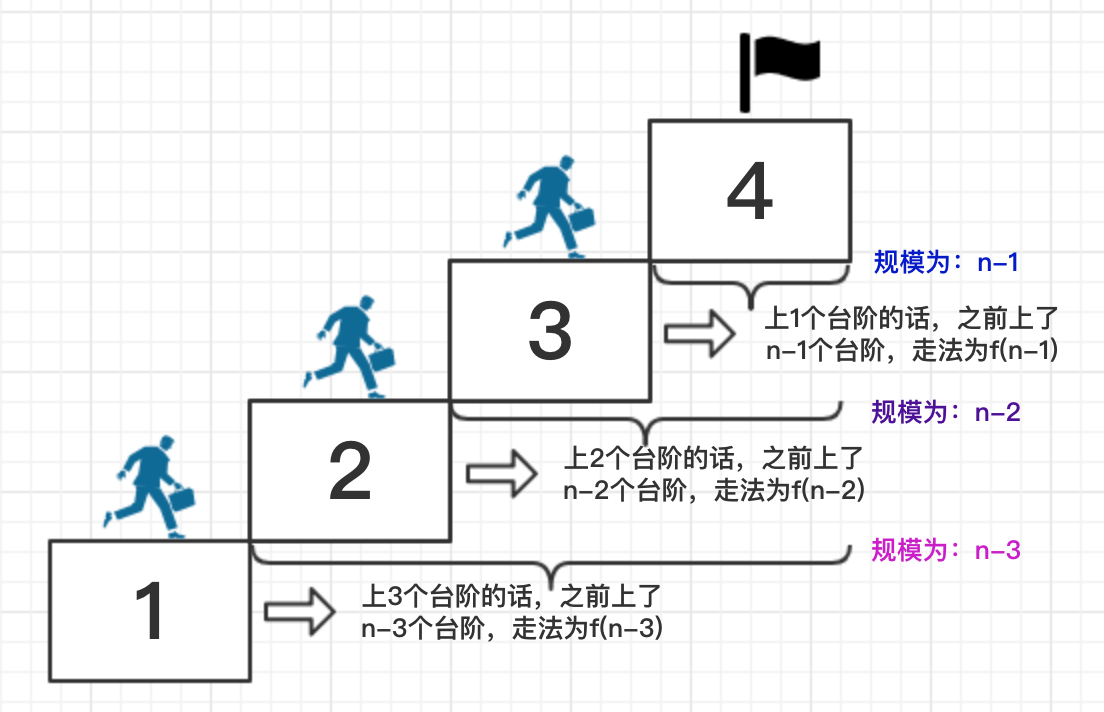 4
规模为：n-1
上1个台阶的话，之前上了
n-1个台阶，走法为f(n-1)
3
规模为：n-2
上2个台阶的话，之前上了
n-2个台阶，走法为f(n-2)
2
规模为：n-3
上3个台阶的话，之前上了
n-3个台阶，走法为f(n-3)
1